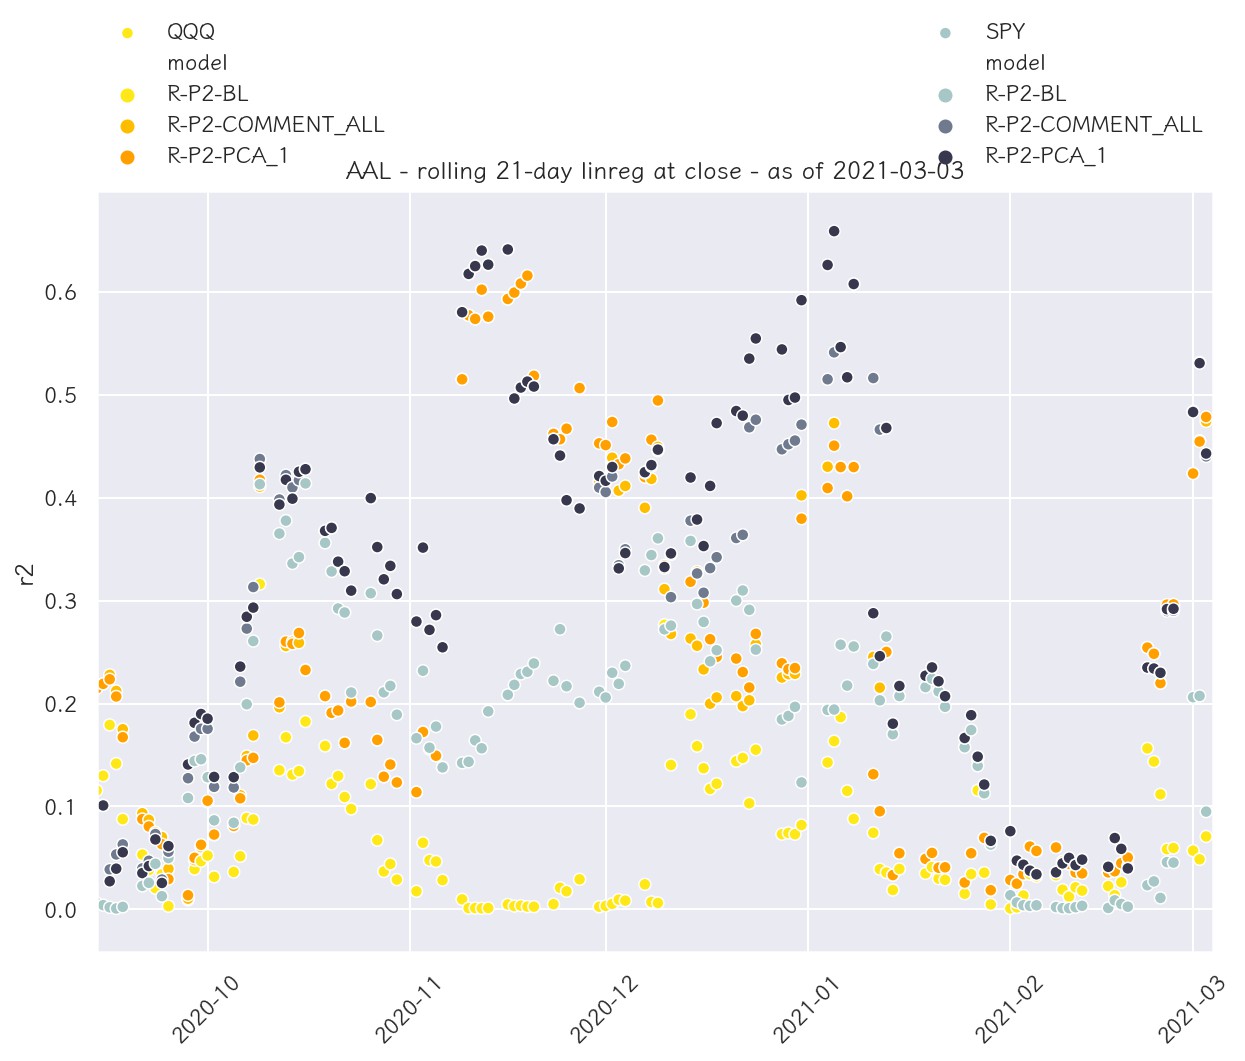 QQQ
model
R-P2-BL
R-P2-COMMENT_ALL
R-P2-PCA_1
SPY
model
R-P2-BL
R-P2-COMMENT_ALL
R-P2-PCA_1
AAL - rolling 21-day linreg at close - as of 2021-03-03
r2
0.6
0.5
0.4
0.3
0.2
0.1
0.0
2020-10
2020-11
2020-12
2021-01
2021-02
2021-03